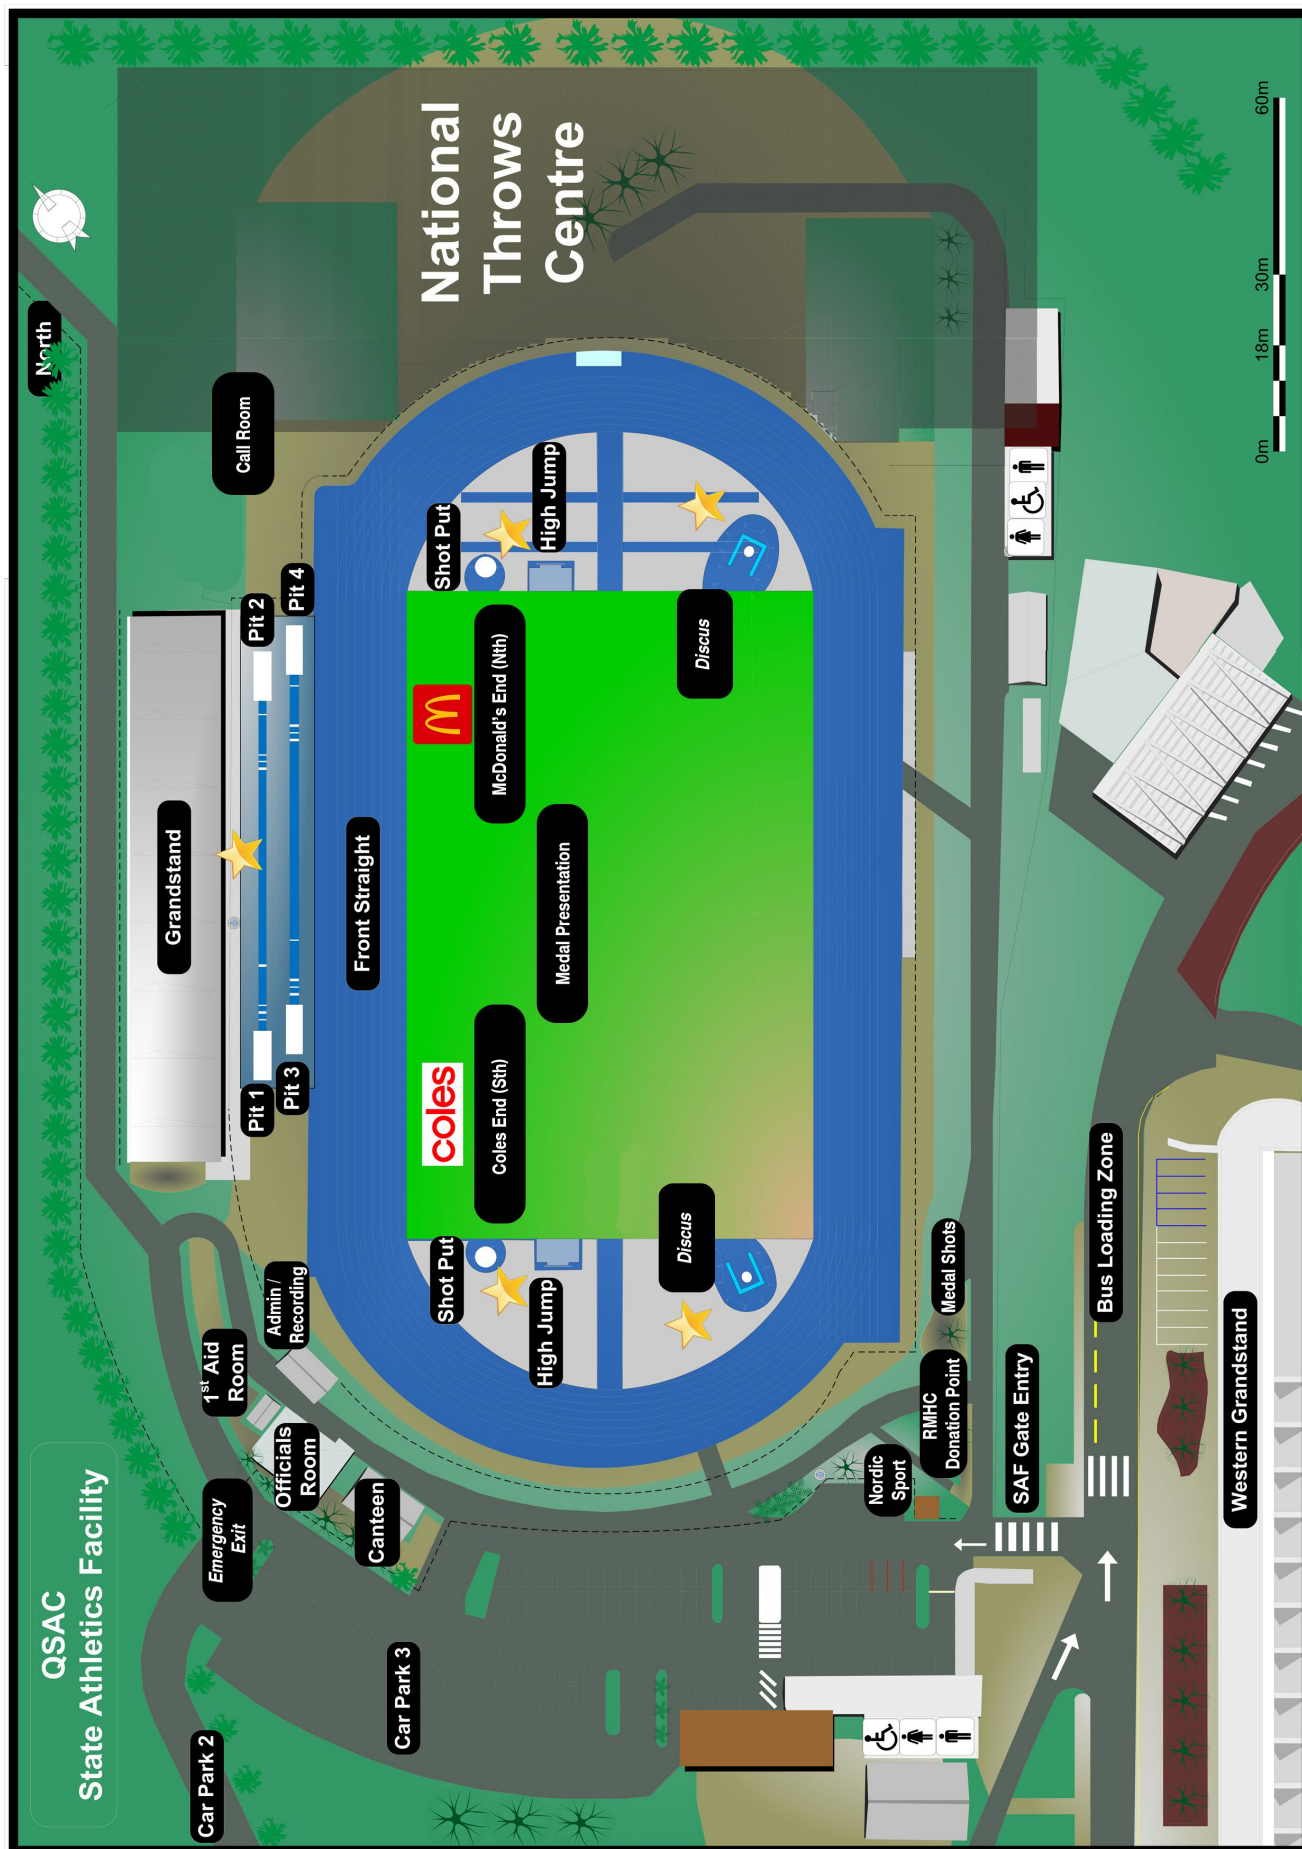 QSAC
State Athletics Facility
National
Throws
Centre
North
Call Room
Grandstand
Pit 1
Pit 2
Pit 3
Pit 4
Front Straight
Shot Put
High Jump
Discus
McDonald's End (Nth)
Medal Presentation
coles
Coles End (Sth)
Shot Put
High Jump
Discus
Admin /
Recording
1st Aid
Room
Officials
Room
Emergency
Exit
Canteen
Car Park 2
Car Park 3
Nordic
Sport
RMHC
Donation Point
Medal Shots
SAF Gate Entry
Bus Loading Zone
Western Grandstand
0m
18m
30m
60m